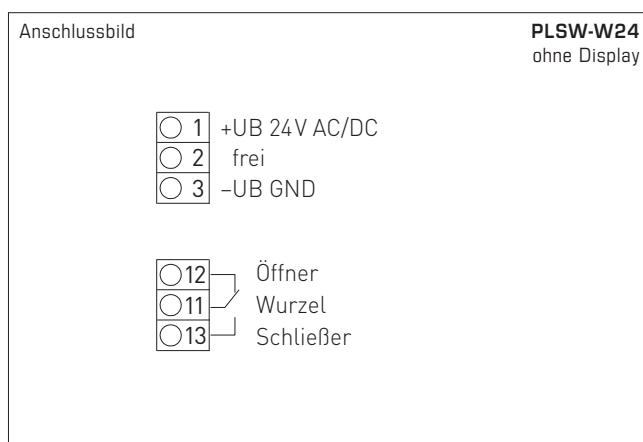 Anschlussbild
PLSW-W24
ohne Display
1 +UB 24V AC/DC
2 frei
3 –UB GND
12 Öffner
11 Wurzel
13 Schließer